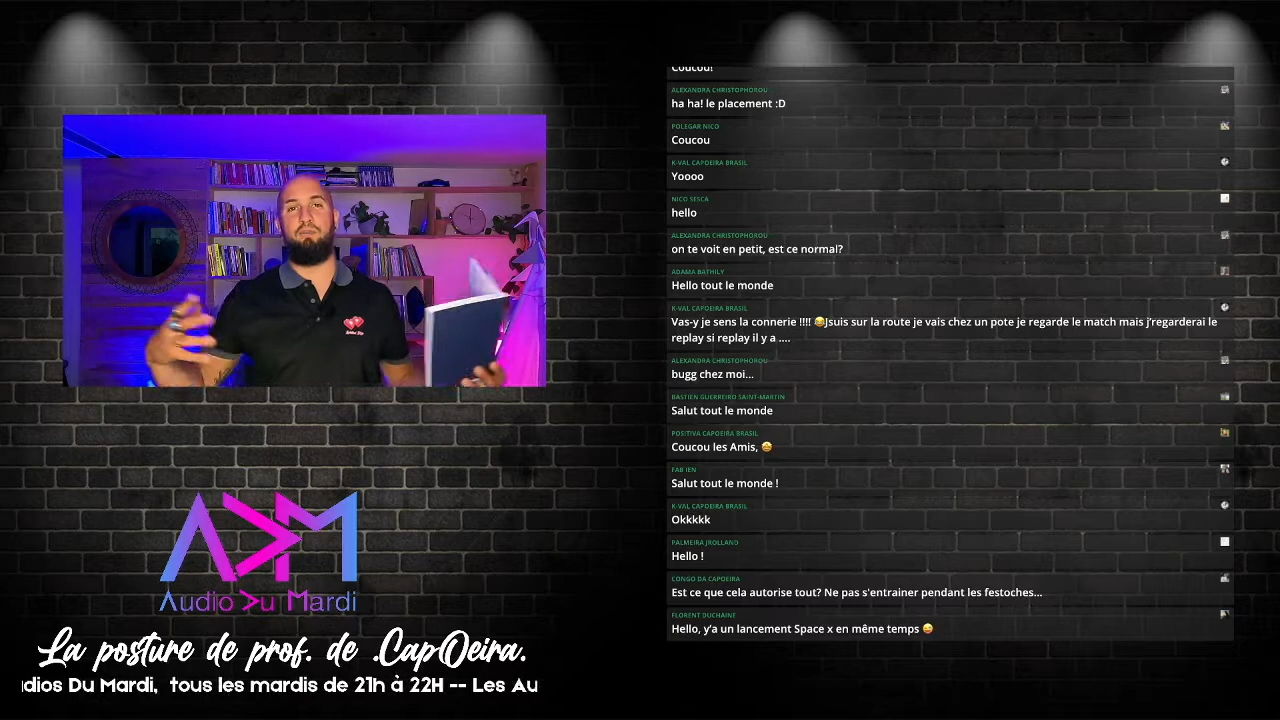 Coucou!
ALEXANDRA CHRISTOPHOROU
ha ha! le placement :D
POLEGAR NICO
Coucou
K-VAL CAPOEIRA BRASIL
Yoooo
NICO SESCA
hello
ALEXANDRA CHRISTOPHOROU
on te voit en petit, est ce normal?
ADAMA BATHILY
Hello tout le monde
K-VAL CAPOEIRA BRASIL
Vas-y je sens la connerie !!!! 😂Jsuis sur la route je vais chez un pote je regarde le match mais j'regarderai le
replay si replay il y a ....
ALEXANDRA CHRISTOPHOROU
bugg chez moi...
BASTIEN GUERREIRO SAINT-MARTIN
Salut tout le monde
POSITIVA CAPOEIRA BRASIL
Coucou les Amis, 🤩
FAB IEN
Salut tout le monde !
K-VAL CAPOEIRA BRASIL
Okkkkk
PALMEIRA JROLLAND
Hello !
CONGO DA CAPOEIRA
Est ce que cela autorise tout? Ne pas s'entrainer pendant les festoches...
FLORENT DUCHAINE
Hello, y'a un lancement Space x en même temps 😅
ADM
Audio Du Mardi
La posture de prof. de .CapOeira.
dios Du Mardi, tous les mardis de 21h à 22H -- Les Au